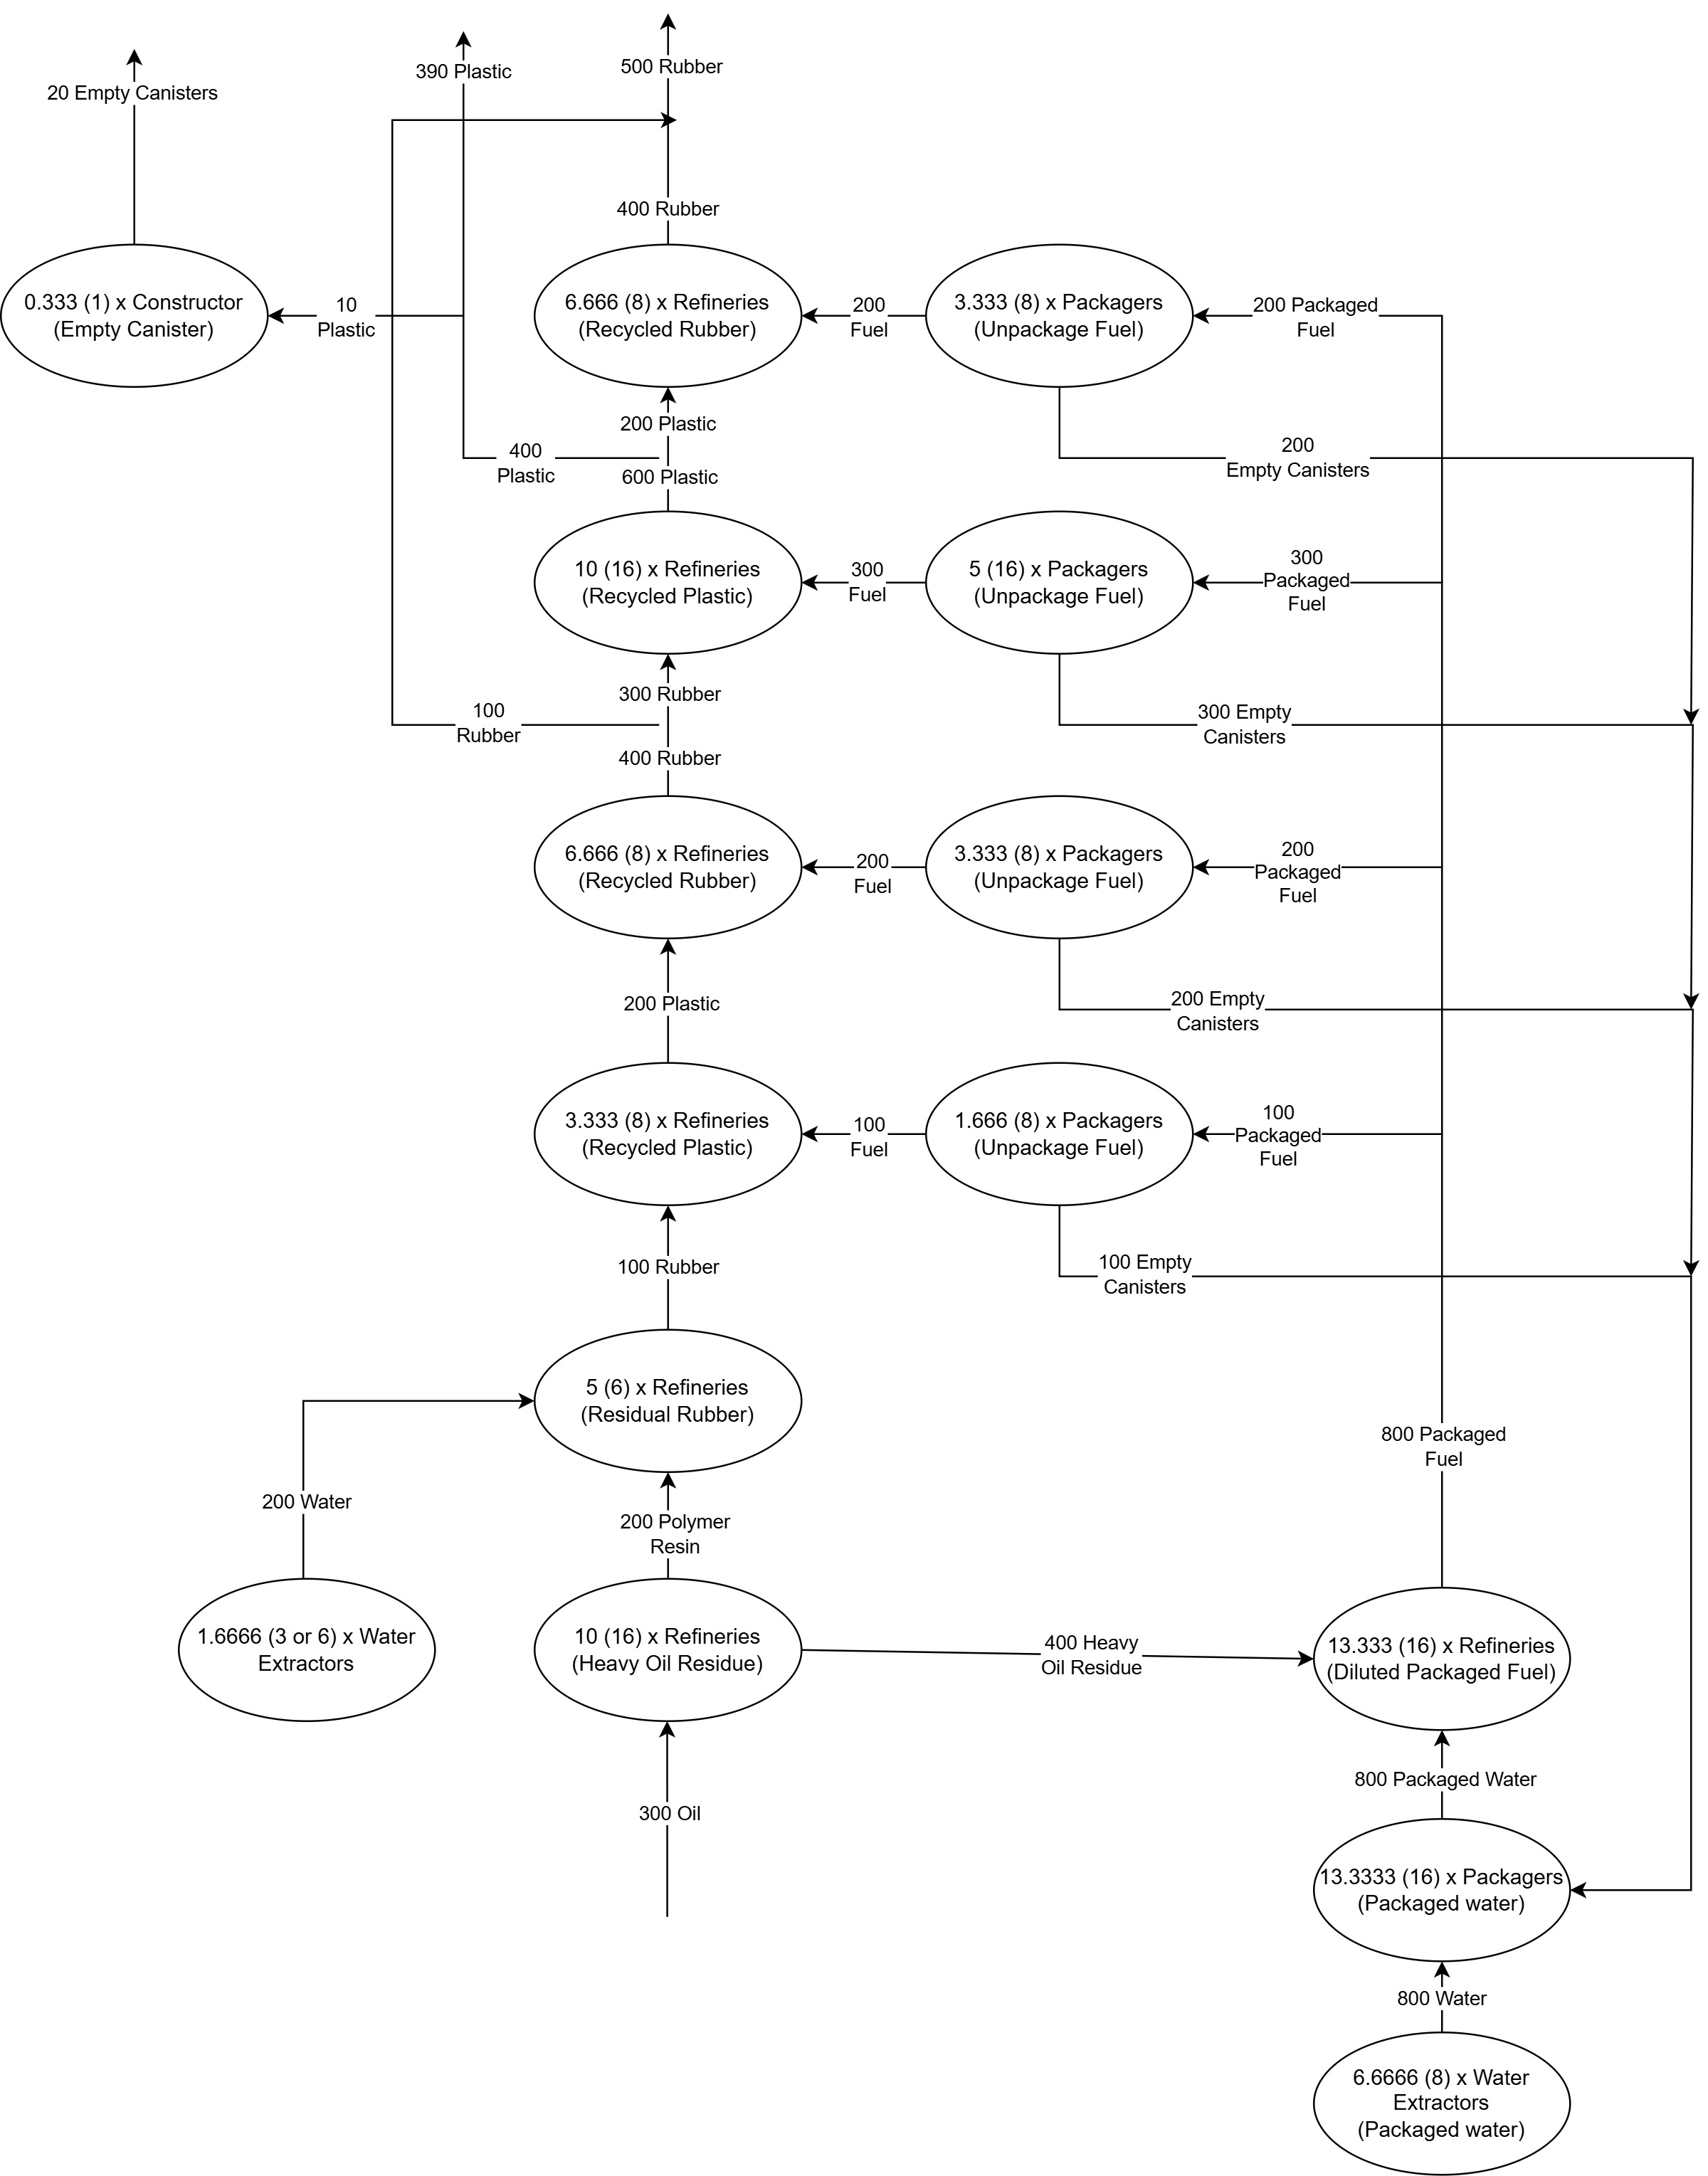 500 Rubber
390 Plastic
20 Empty Canisters
400 Rubber
0.333 (1) x Constructor
(Empty Canister)
10
Plastic
6.666 (8) x Refineries
(Recycled Rubber)
200
Fuel
3.333 (8) x Packagers
(Unpackage Fuel)
200 Packaged
Fuel
200 Plastic
400
Plastic
600 Plastic
200
Empty Canisters
10 (16) x Refineries
(Recycled Plastic)
300
Fuel
5 (16) x Packagers
(Unpackage Fuel)
300
Packaged
Fuel
300 Rubber
100
Rubber
400 Rubber
300 Empty
Canisters
6.666 (8) x Refineries
(Recycled Rubber)
200
Fuel
3.333 (8) x Packagers
(Unpackage Fuel)
200
Packaged
Fuel
200 Plastic
200 Empty
Canisters
3.333 (8) x Refineries
(Recycled Plastic)
100
Fuel
1.666 (8) x Packagers
(Unpackage Fuel)
100
Packaged
Fuel
100 Rubber
100 Empty
Canisters
5 (6) x Refineries
(Residual Rubber)
800 Packaged
Fuel
200 Water
200 Polymer
Resin
1.6666 (3 or 6) x Water
Extractors
10 (16) x Refineries
(Heavy Oil Residue)
400 Heavy
Oil Residue
13.333 (16) x Refineries
(Diluted Packaged Fuel)
300 Oil
800 Packaged Water
13.3333 (16) x Packagers
(Packaged water)
800 Water
6.6666 (8) x Water
Extractors
(Packaged water)